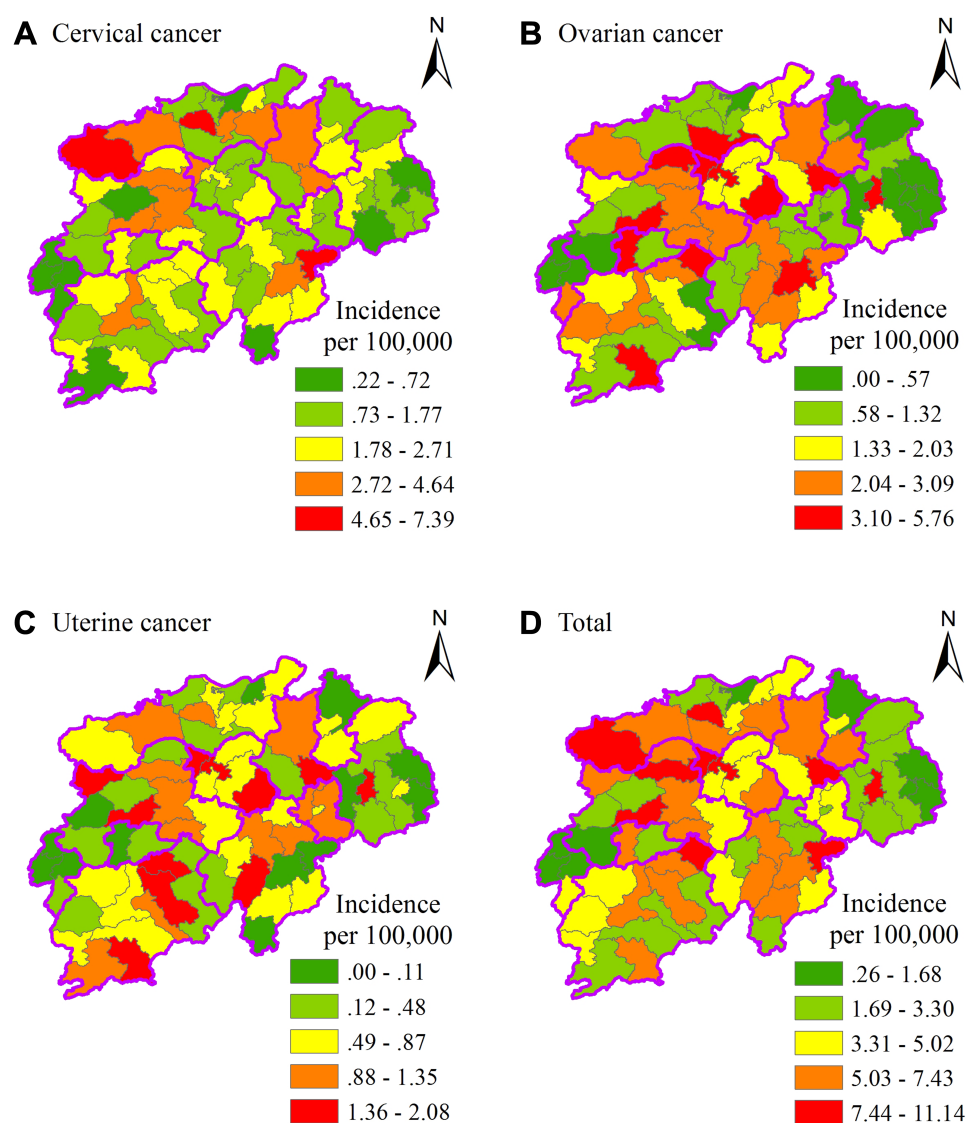 A Cervical cancer
N
Incidence
per 100,000
.22 - .72
.73 - 1.77
1.78 - 2.71
2.72 - 4.64
4.65 - 7.39
B Ovarian cancer
N
Incidence
per 100,000
.00 - .57
.58 - 1.32
1.33 - 2.03
2.04 - 3.09
3.10 - 5.76
C Uterine cancer
N
Incidence
per 100,000
.00 - .11
.12 - .48
.49 - .87
.88 - 1.35
1.36 - 2.08
D Total
N
Incidence
per 100,000
.26 - 1.68
1.69 - 3.30
3.31 - 5.02
5.03 - 7.43
7.44 - 11.14